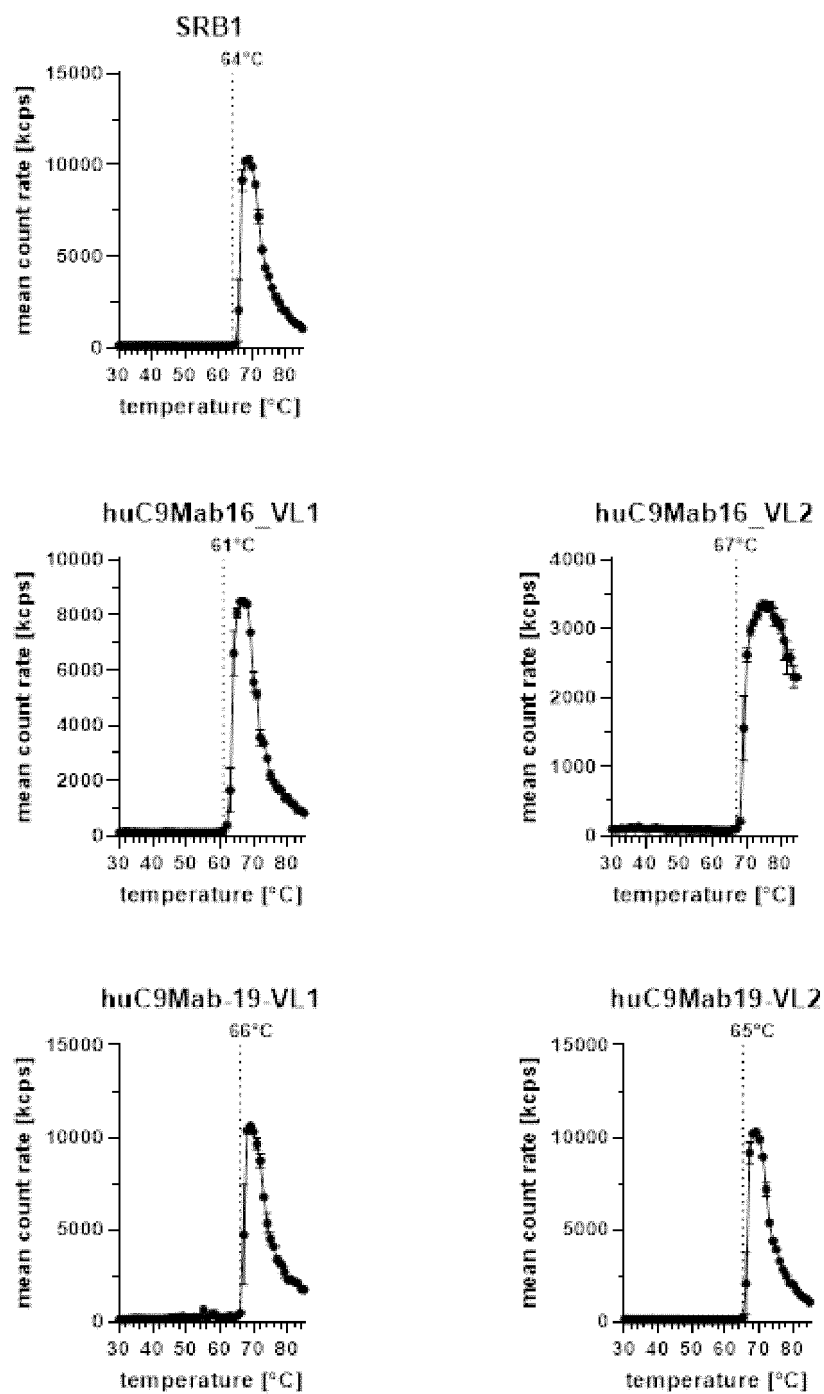 SRB1
64°C
mean count rate [kcps]
15000
10000
5000
0
30 40 50 60 70 80
temperature [°C]
huC9Mab16_VL1
61°C
mean count rate [kcps]
10000
8000
6000
4000
2000
0
30 40 50 60 70 80
temperature [°C]
huC9Mab16_VL2
67°C
mean count rate [kcps]
4000
3000
2000
1000
0
30 40 50 60 70 80
temperature [°C]
huC9Mab-19-VL1
66°C
mean count rate [kcps]
15000
10000
5000
0
30 40 50 60 70 80
temperature [°C]
huC9Mab19-VL2
65°C
mean count rate [kcps]
15000
10000
5000
0
30 40 50 60 70 80
temperature [°C]